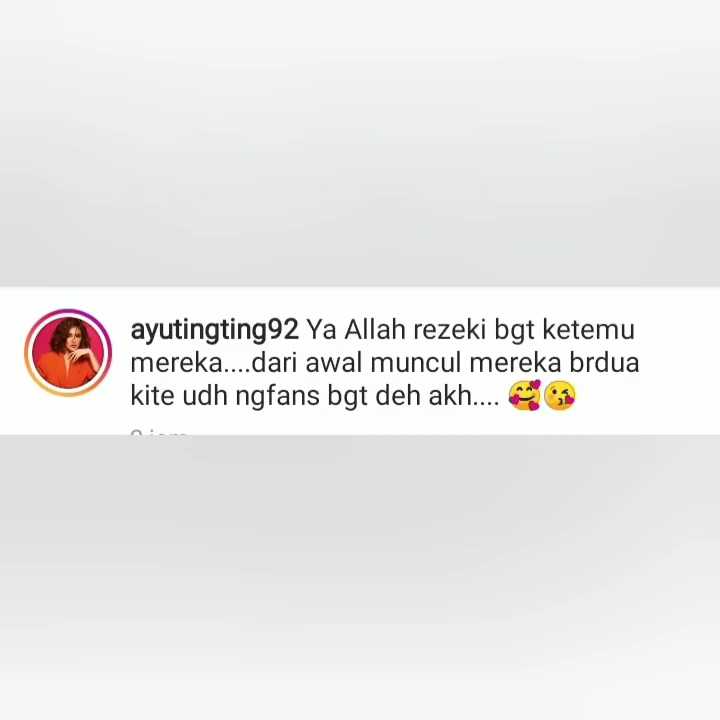 ayutingting92 Ya Allah rezeki bgt ketemu
mereka....dari awal muncul mereka brdua
kite udh ngfans bgt deh akh.... 🥰😘